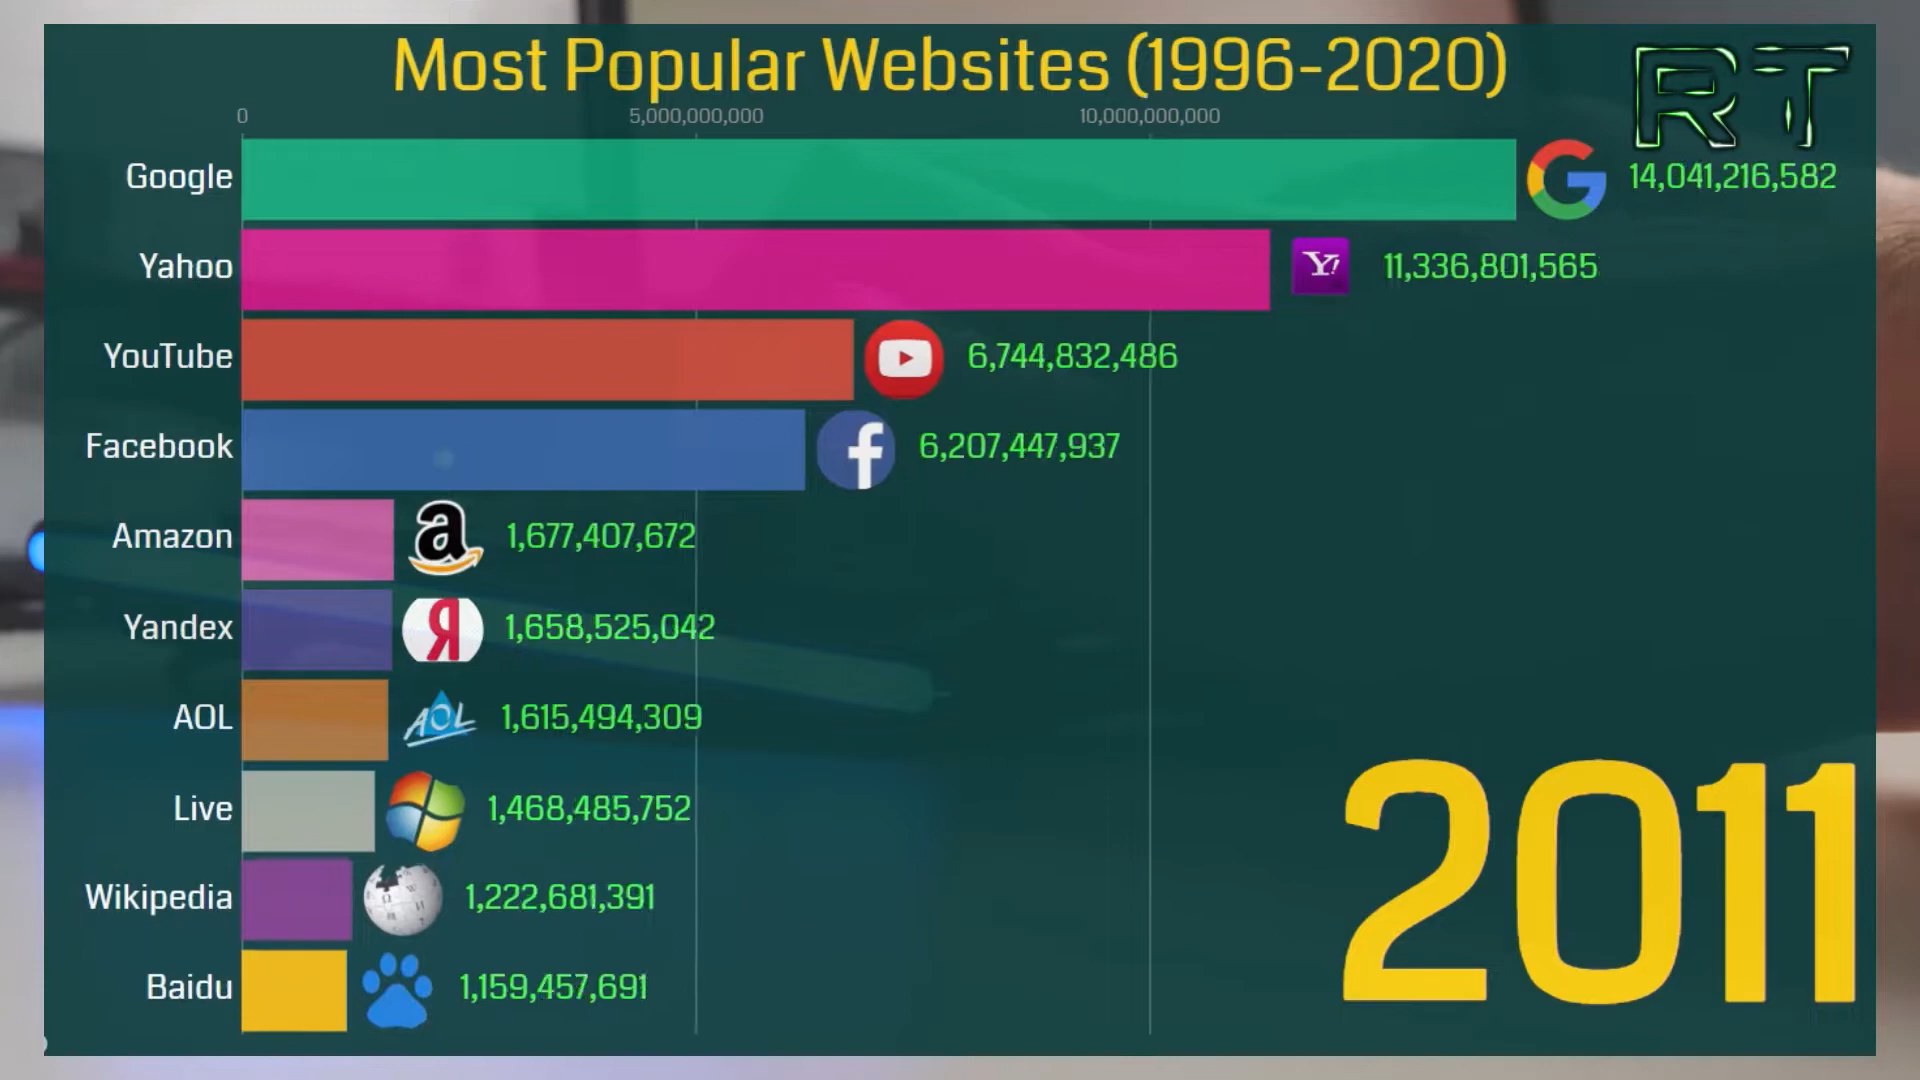 Most Popular Websites (1996-2020)
RT
0 5,000,000,000 10,000,000,000
Google 14,041,216,582
Yahoo Y! 11,336,801,565
YouTube 6,744,832,486
Facebook f 6,207,447,937
Amazon a 1,677,407,672
Yandex Я 1,658,525,042
AOL AOL 1,615,494,309
Live 1,468,485,752
Wikipedia 1,222,681,391
Baidu 1,159,457,691
2011